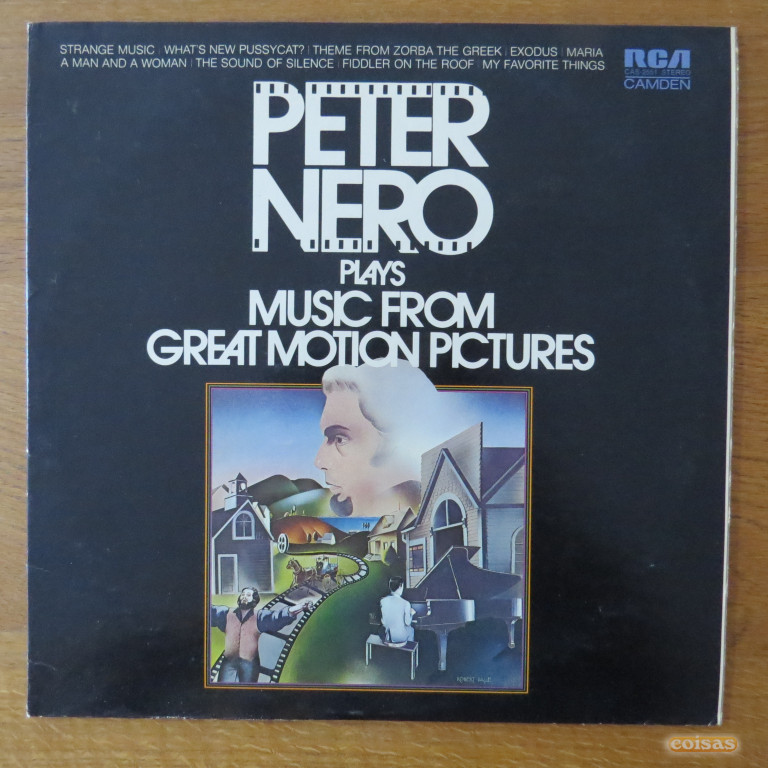 STRANGE MUSIC | WHAT'S NEW PUSSYCAT? | THEME FROM ZORBA THE GREEK | EXODUS | MARIA
A MAN AND A WOMAN | THE SOUND OF SILENCE | FIDDLER ON THE ROOF | MY FAVORITE THINGS
RCA
STEREO
CAMDEN
PETER
NERO
PLAYS
MUSIC FROM
GREAT MOTION PICTURES
coisas